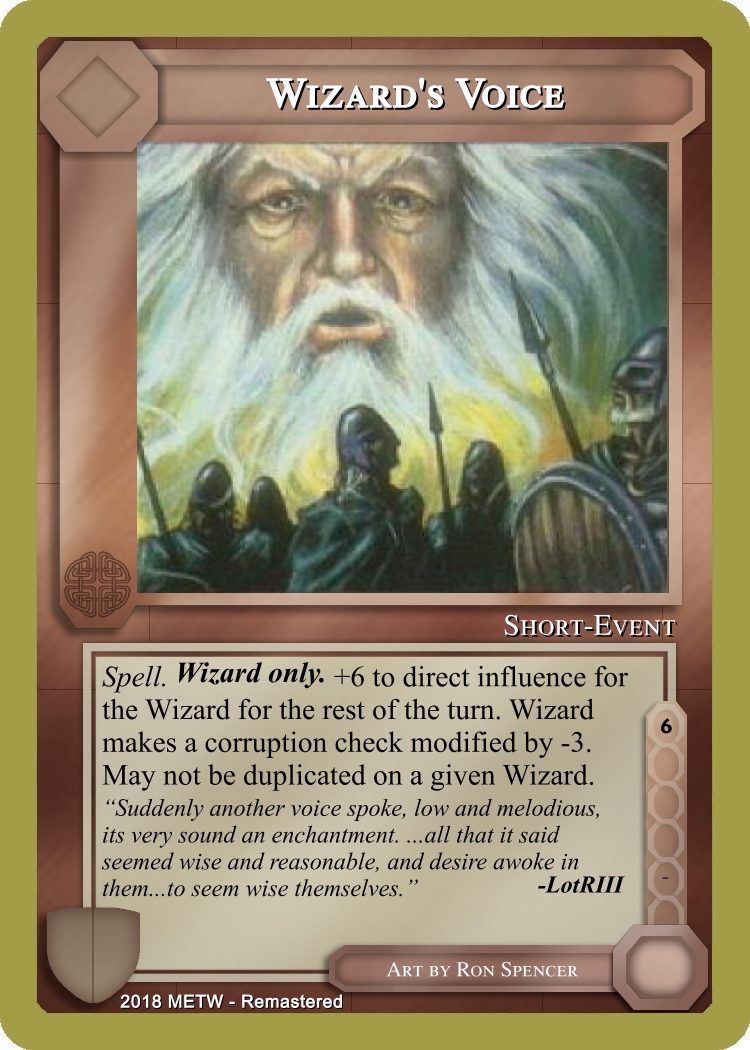 Wizard's Voice
Short-Event
Spell. Wizard only. +6 to direct influence for
the Wizard for the rest of the turn. Wizard
makes a corruption check modified by -3.
May not be duplicated on a given Wizard.
“Suddenly another voice spoke, low and melodious,
its very sound an enchantment. ...all that it said
seemed wise and reasonable, and desire awoke in
them...to seem wise themselves.” -LotRIII
6
-
Art by Ron Spencer
2018 METW - Remastered